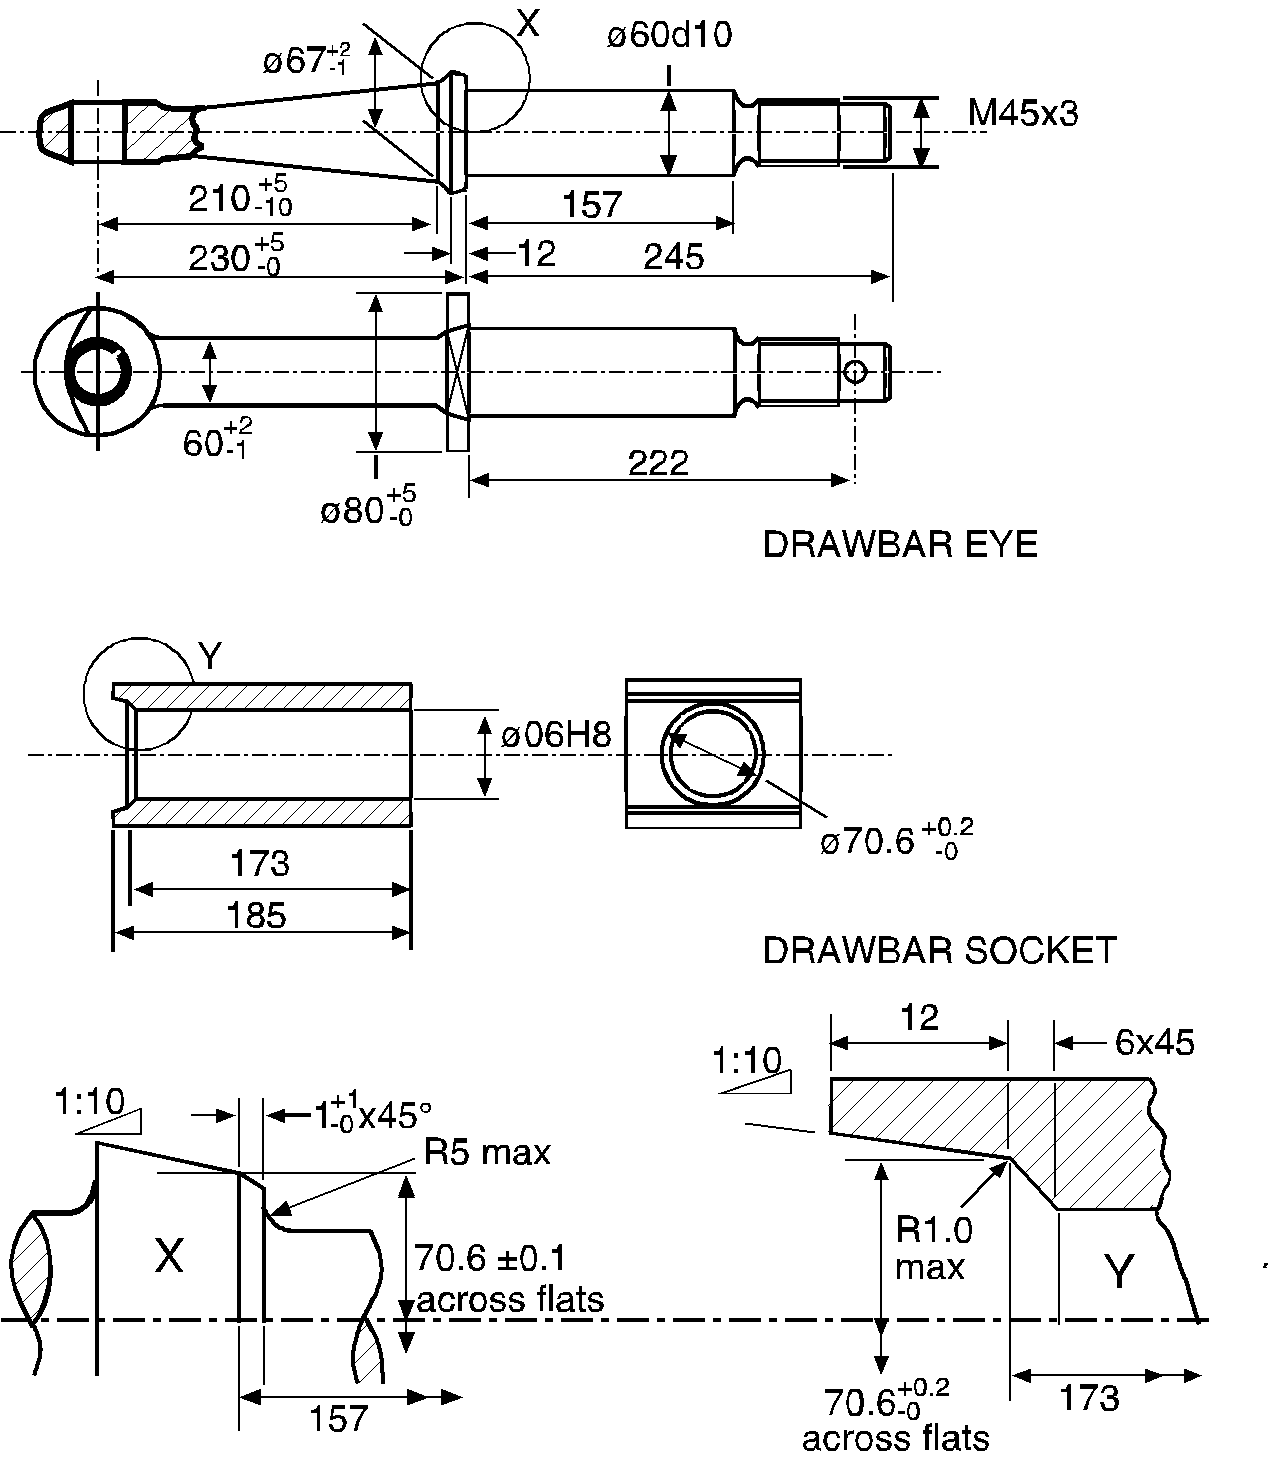 X
ø60d10
ø67 +2 -1
M45x3
210 +5 -10
157
230 +5 -0
12
245
60 +2 -1
222
ø80 +5 -0
DRAWBAR EYE
Y
ø06H8
ø70.6 +0.2 -0
173
185
DRAWBAR SOCKET
12
6x45
1:10
1:10
1 +1 -0 x45°
R5 max
X
70.6 ±0.1
across flats
157
R1.0
max
Y
70.6 +0.2 -0
across flats
173